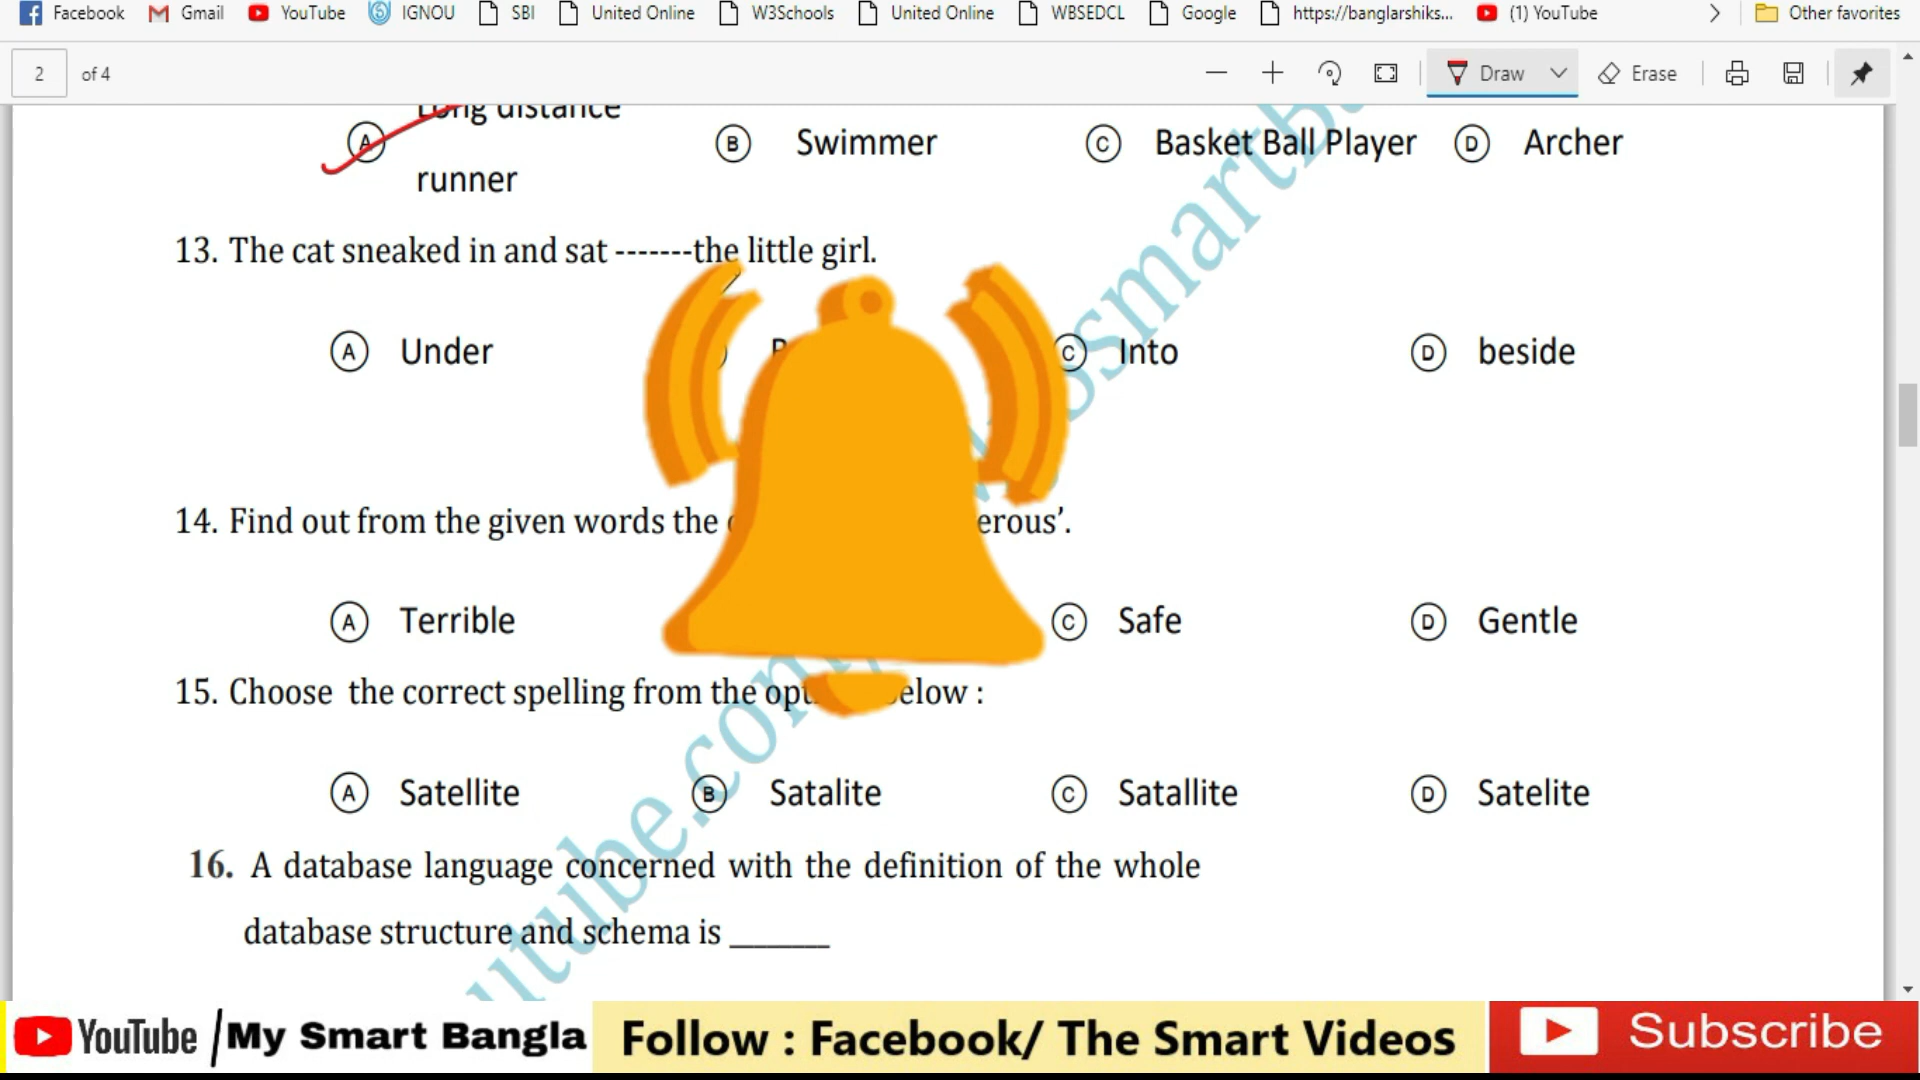 Facebook Gmail YouTube IGNOU SBI United Online W3Schools United Online WBSEDCL Google https://banglarshiks... (1) YouTube Other favorites
2 of 4 Draw Erase
Long distance
A B Swimmer C Basket Ball Player D Archer
runner
13. The cat sneaked in and sat -------the little girl.
A Under C Into D beside
14. Find out from the given words the erous’.
A Terrible C Safe D Gentle
15. Choose the correct spelling from the elow :
A Satellite B Satalite C Satallite D Satelite
16. A database language concerned with the definition of the whole
database structure and schema is ________
YouTube /My Smart Bangla Follow : Facebook/ The Smart Videos Subscribe